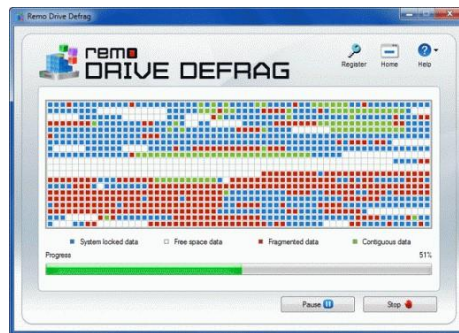 Remo Drive Defrag
remo
DRIVE DEFRAG
Register Home Help
System locked data Free space data Fragmented data Contiguous data
Progress 51%
Pause Stop